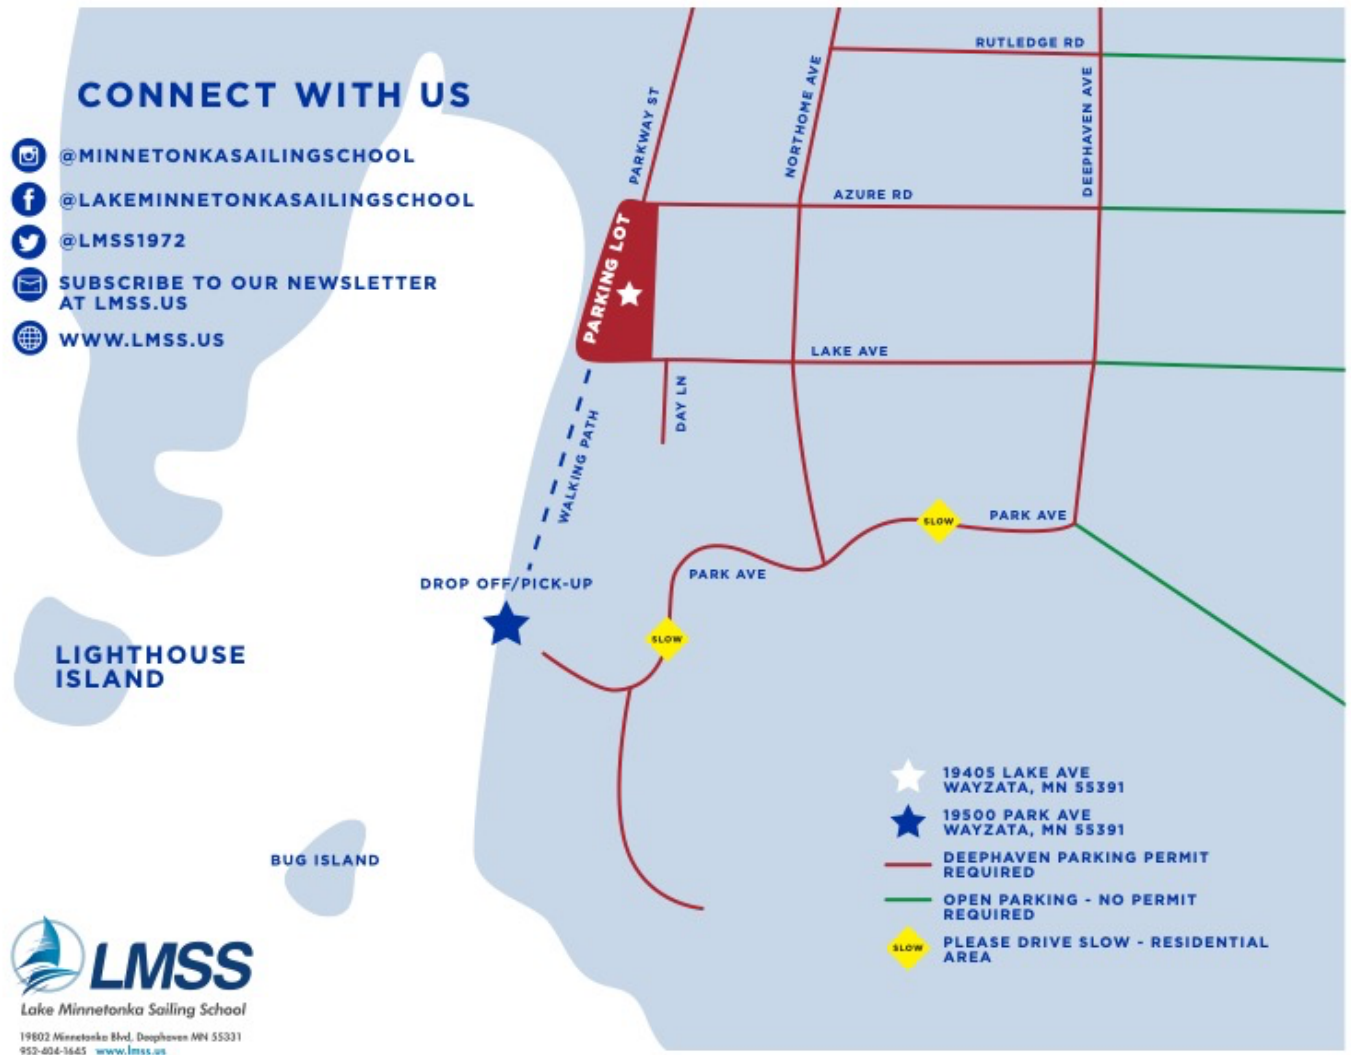 CONNECT WITH US
@MINNETONKASAILINGSCHOOL
@LAKEMINNETONKASAILINGSCHOOL
@LMSS1972
SUBSCRIBE TO OUR NEWSLETTER
AT LMSS.US
WWW.LMSS.US
RUTLEDGE RD
PARKWAY ST
NORTHOME AVE
DEEPHAVEN AVE
AZURE RD
PARKING LOT
LAKE AVE
DAY LN
WALKING PATH
SLOW
PARK AVE
PARK AVE
DROP OFF/PICK-UP
SLOW
LIGHTHOUSE
ISLAND
BUG ISLAND
19405 LAKE AVE
WAYZATA, MN 55391
19500 PARK AVE
WAYZATA, MN 55391
DEEPHAVEN PARKING PERMIT
REQUIRED
OPEN PARKING - NO PERMIT
REQUIRED
SLOW
PLEASE DRIVE SLOW - RESIDENTIAL
AREA
LMSS
Lake Minnetonka Sailing School
19802 Minnetonka Blvd, Deephaven MN 55331
952-404-1645 www.lmss.us